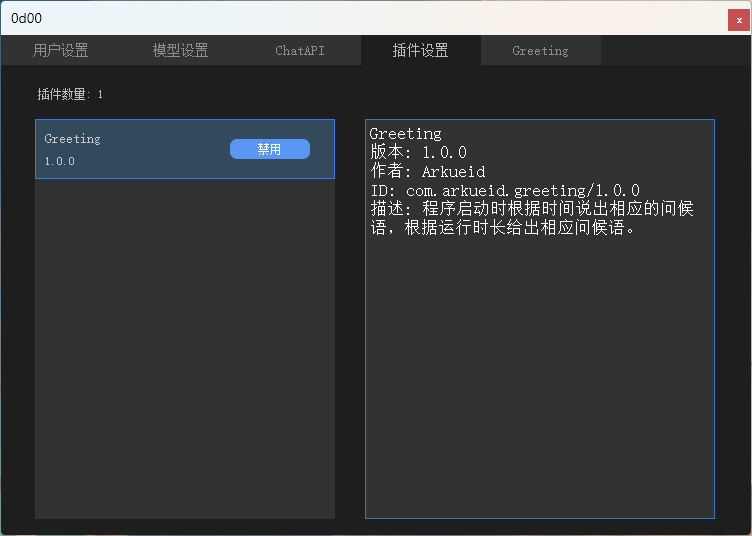 0d00
x
用户设置
模型设置
ChatAPI
插件设置
Greeting
插件数量: 1
Greeting
1.0.0
禁用
Greeting
版本: 1.0.0
作者: Arkueid
ID: com.arkueid.greeting/1.0.0
描述: 程序启动时根据时间说出相应的问候
语，根据运行时长给出相应问候语。